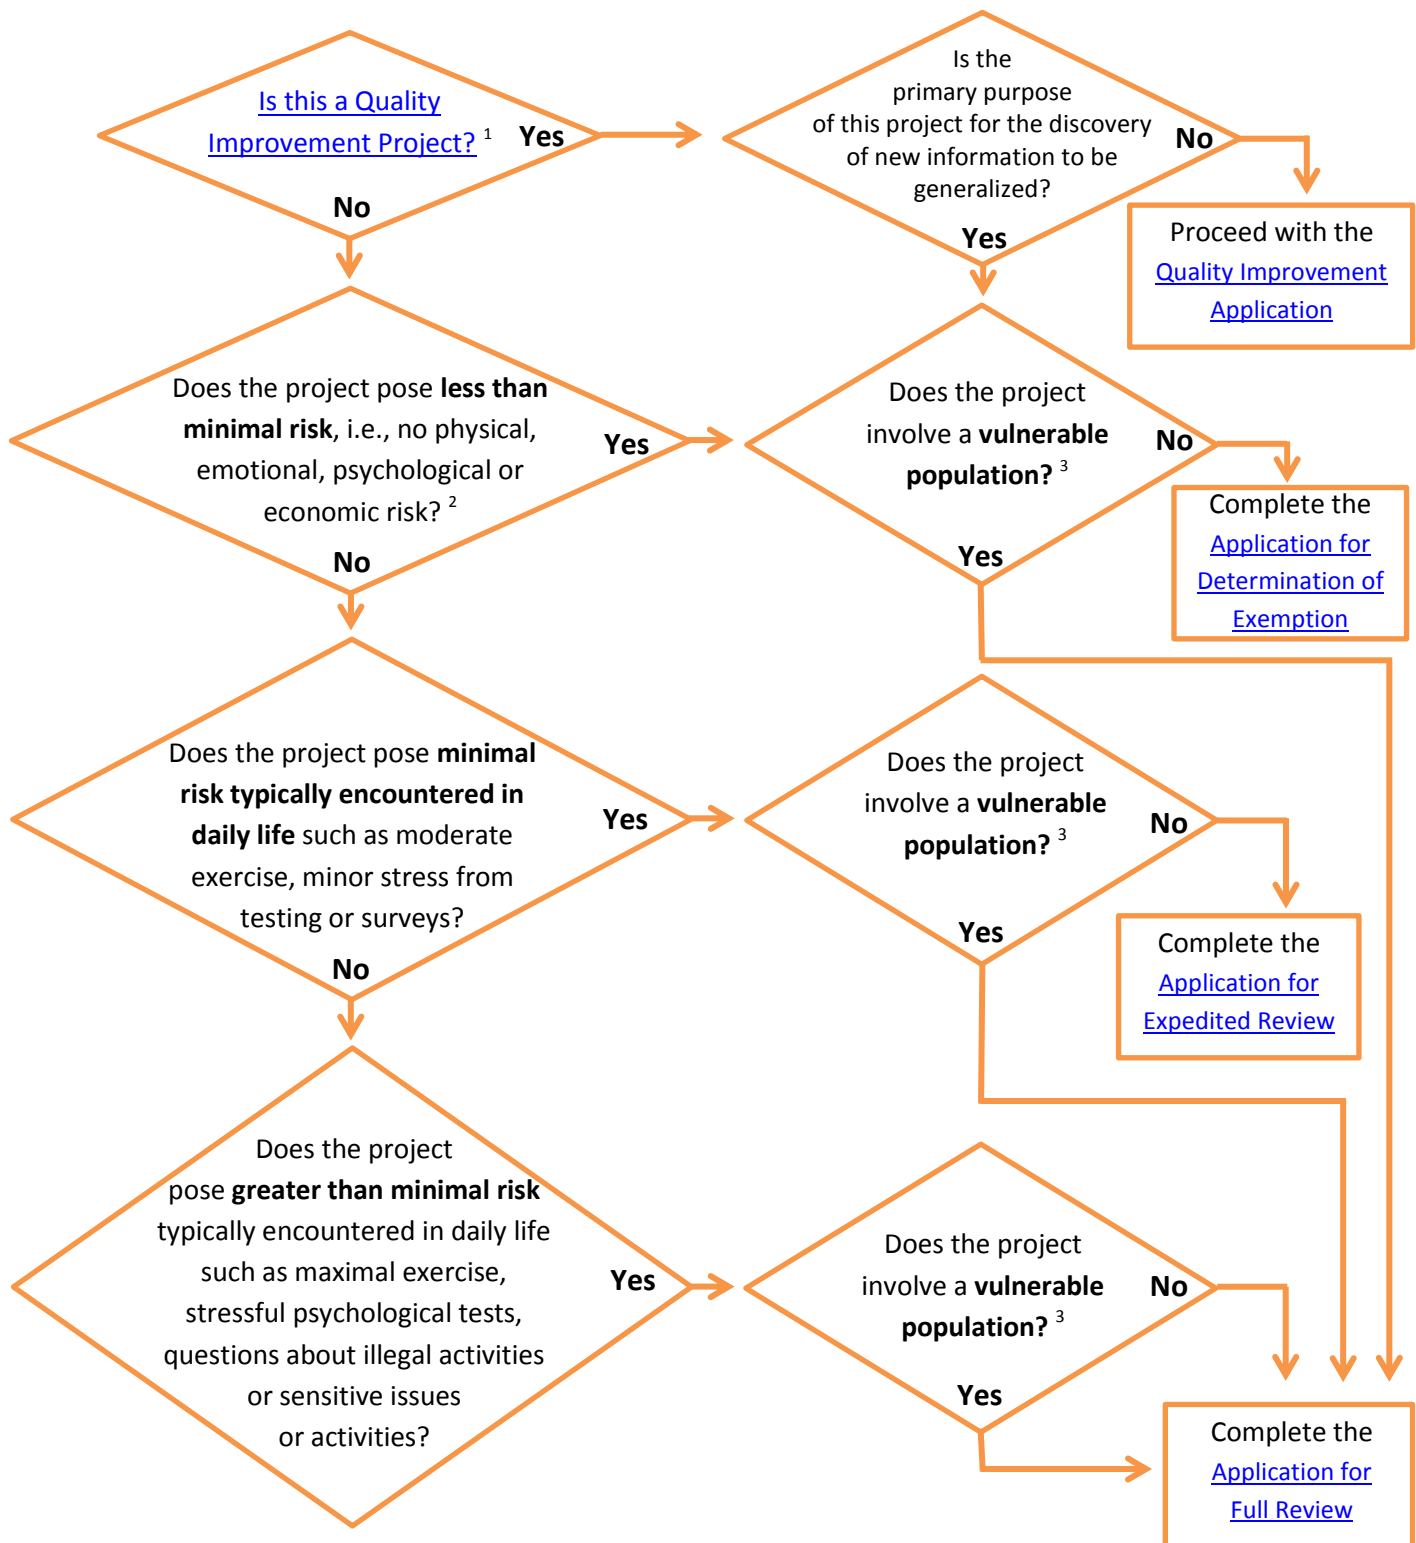 Is this a Quality
Improvement Project? 1
Yes
No
Is the
primary purpose
of this project for the discovery
of new information to be
generalized?
No
Yes
Proceed with the
Quality Improvement
Application
Does the project pose less than
minimal risk, i.e., no physical,
emotional, psychological or
economic risk? 2
Yes
No
Does the project
involve a vulnerable
population? 3
No
Yes
Complete the
Application for
Determination of
Exemption
Does the project pose minimal
risk typically encountered in
daily life such as moderate
exercise, minor stress from
testing or surveys?
Yes
No
Does the project
involve a vulnerable
population? 3
No
Yes
Complete the
Application for
Expedited Review
Does the project
pose greater than minimal risk
typically encountered in daily life
such as maximal exercise,
stressful psychological tests,
questions about illegal activities
or sensitive issues
or activities?
Yes
Does the project
involve a vulnerable
population? 3
No
Yes
Complete the
Application for
Full Review